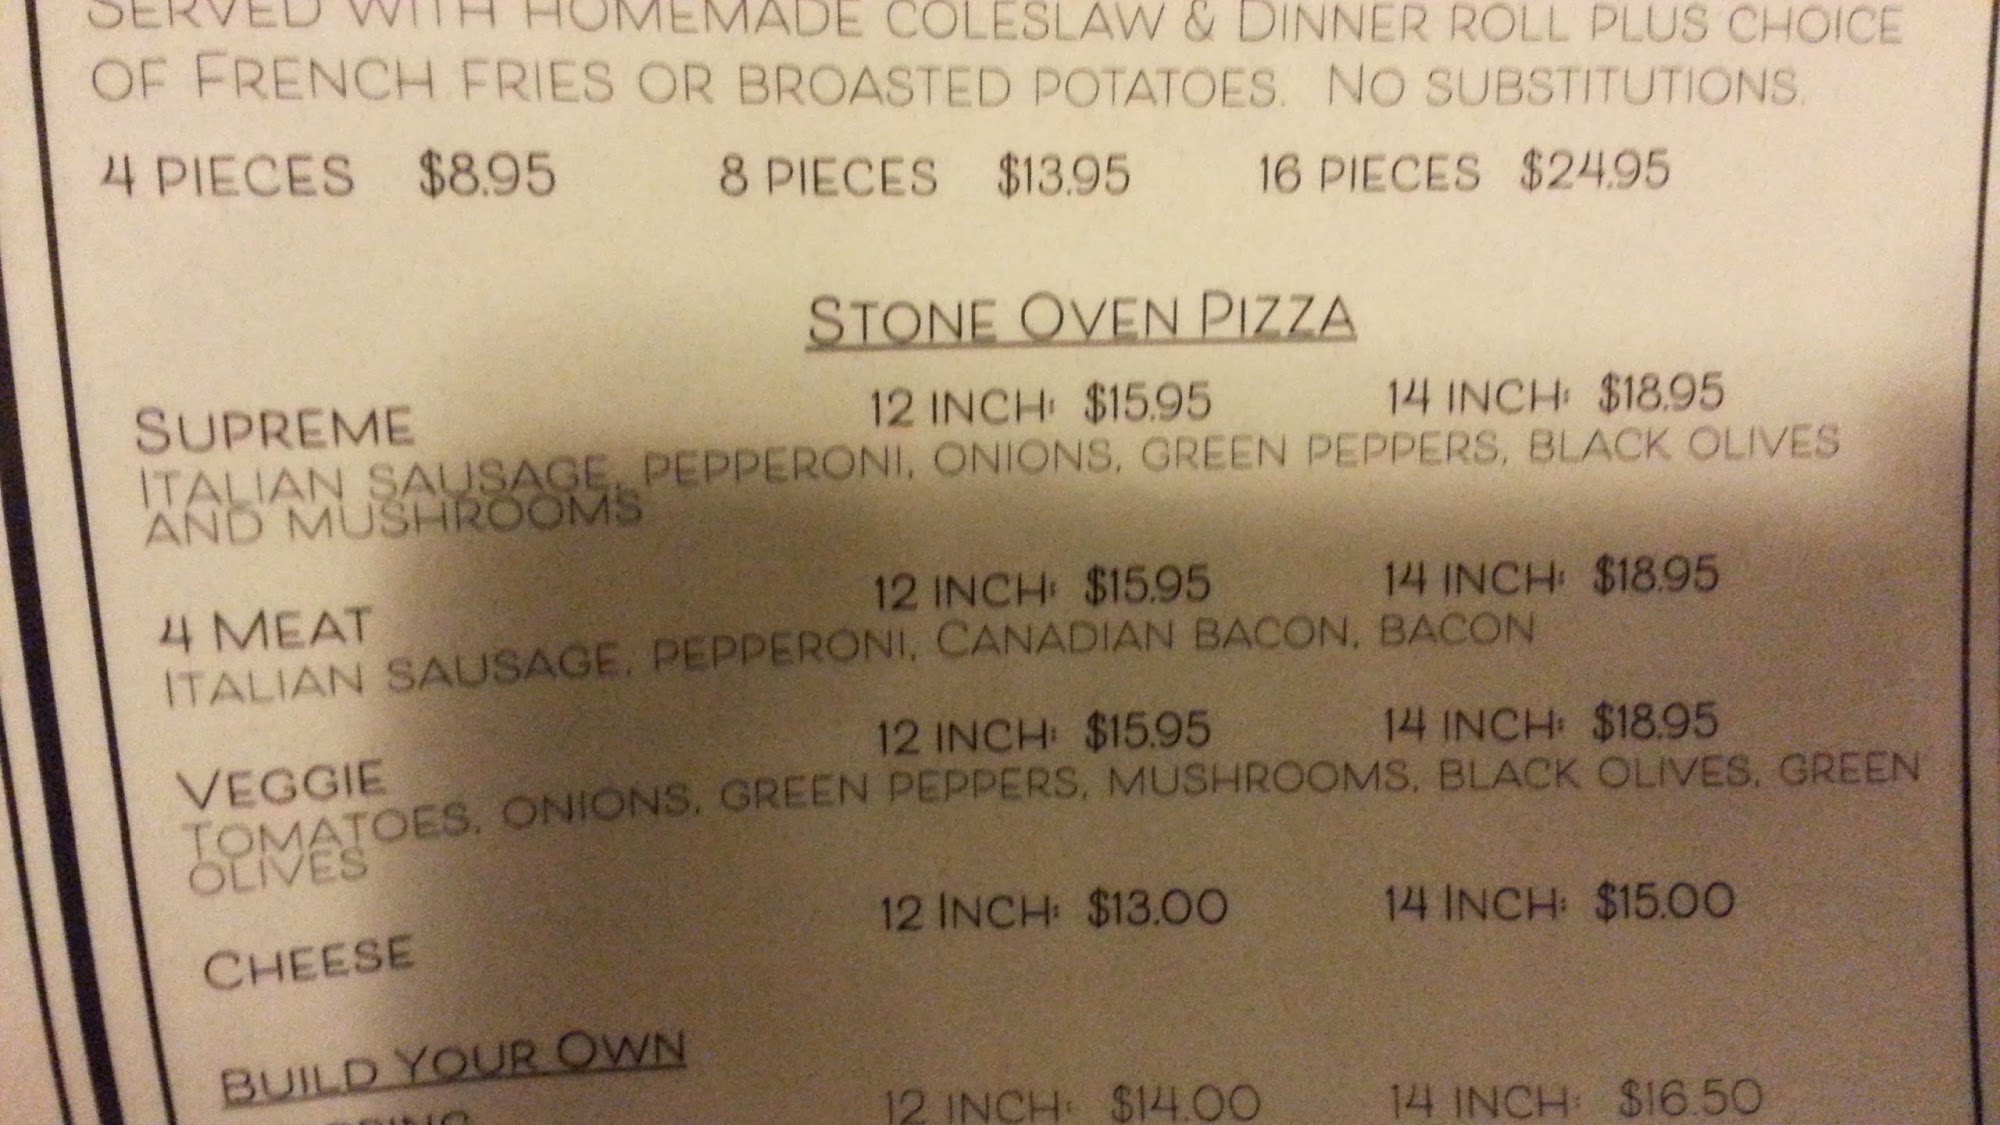 SERVED WITH HOMEMADE COLESLAW & DINNER ROLL PLUS CHOICE
OF FRENCH FRIES OR BROASTED POTATOES. NO SUBSTITUTIONS.
4 PIECES $8.95 8 PIECES $13.95 16 PIECES $24.95
STONE OVEN PIZZA
SUPREME 12 INCH: $15.95 14 INCH: $18.95
ITALIAN SAUSAGE, PEPPERONI, ONIONS, GREEN PEPPERS, BLACK OLIVES
AND MUSHROOMS
4 MEAT 12 INCH: $15.95 14 INCH: $18.95
ITALIAN SAUSAGE, PEPPERONI, CANADIAN BACON, BACON
VEGGIE 12 INCH: $15.95 14 INCH: $18.95
TOMATOES, ONIONS, GREEN PEPPERS, MUSHROOMS, BLACK OLIVES, GREEN
OLIVES
CHEESE 12 INCH: $13.00 14 INCH: $15.00
BUILD YOUR OWN
12 INCH: $14.00 14 INCH: $16.50